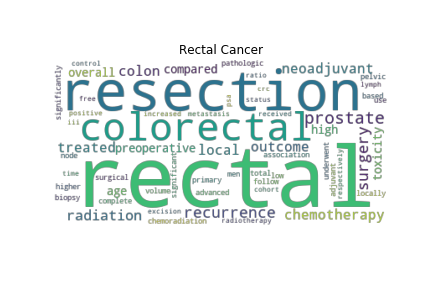 Rectal Cancer
control pathologic
significantly overall colon compared ratio neoadjuvant
resection
free crc pelvic lymph
psa status based use
positive increased metastasis received
iii colorectal high prostate
treated preoperative local outcome surgery toxicity
node association
time surgical rectal total low
higher age volume significant primary men follow
biopsy complete advanced cohort underwent adjuvant respectively locally
radiation excision recurrence chemotherapy
chemoradiation radiotherapy